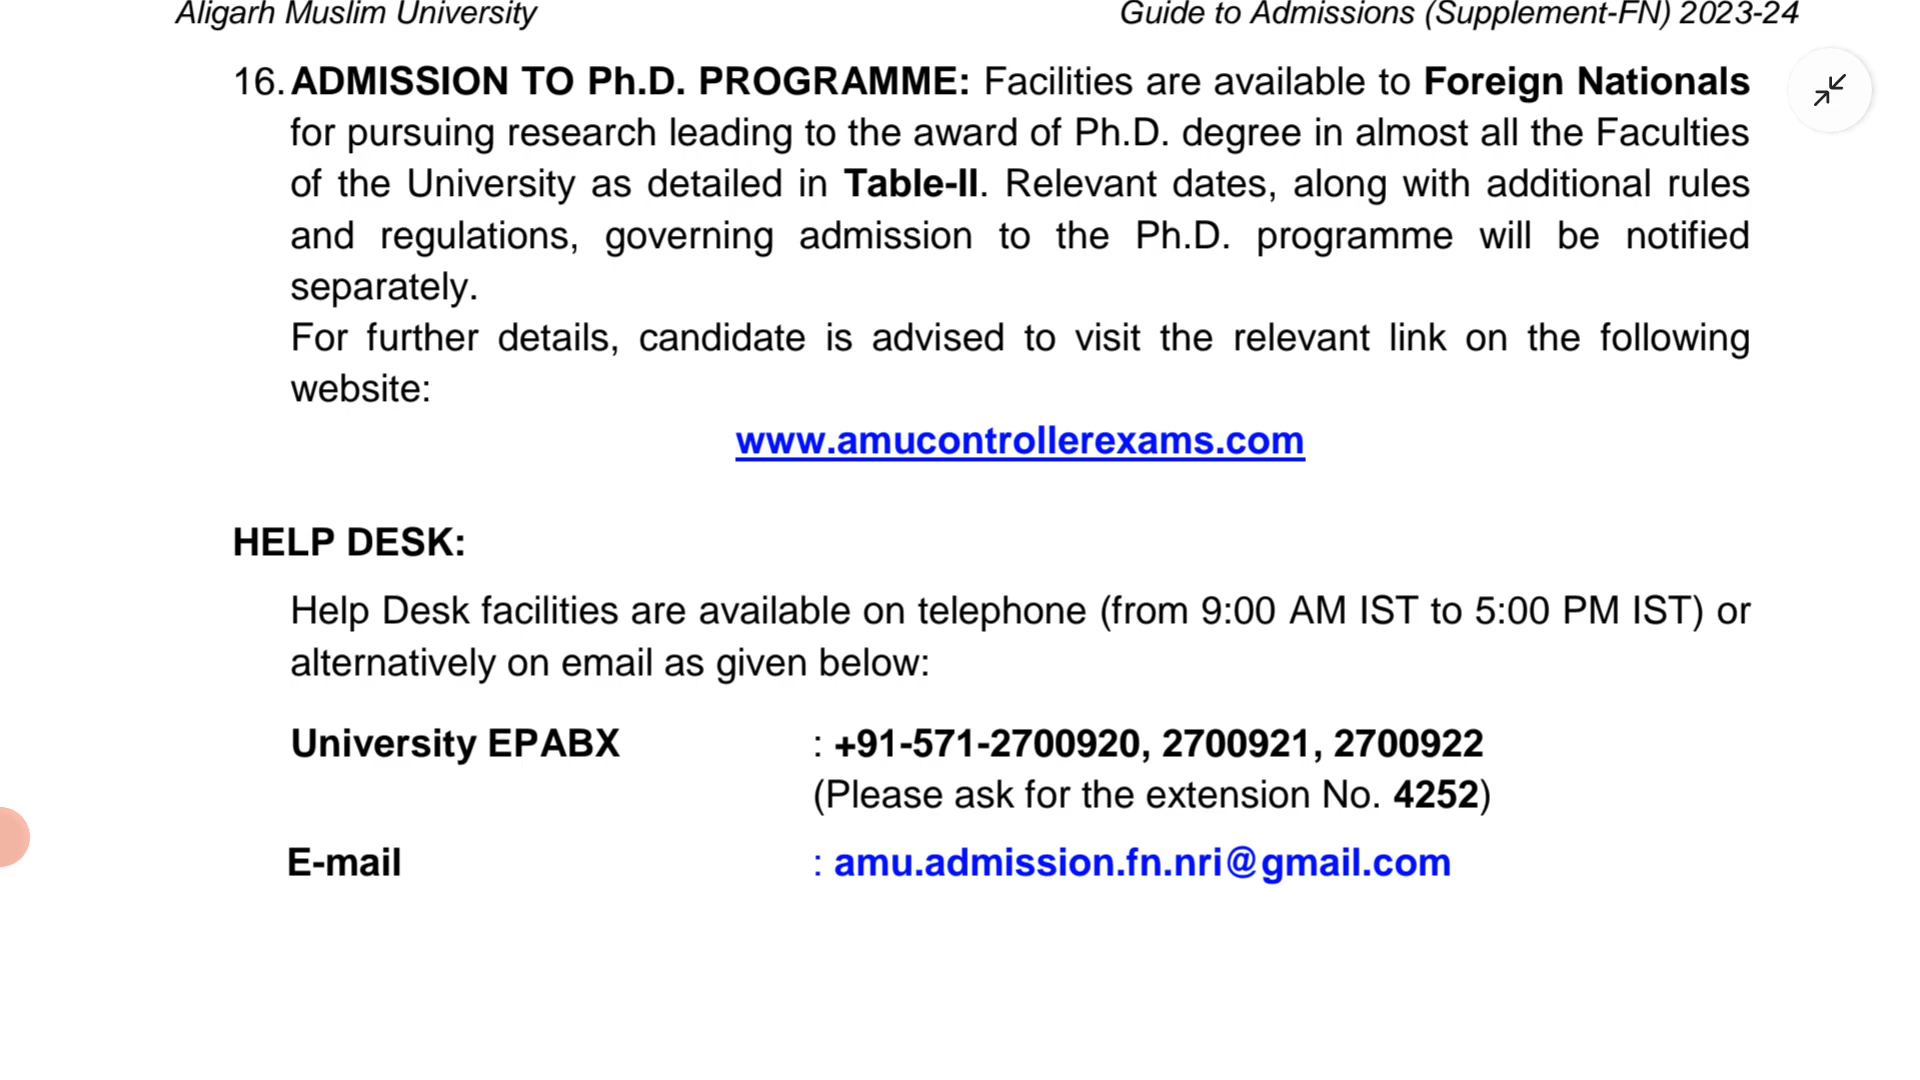 Aligarh Muslim University Guide to Admissions (Supplement-FN) 2023-24
16. ADMISSION TO Ph.D. PROGRAMME: Facilities are available to Foreign Nationals
for pursuing research leading to the award of Ph.D. degree in almost all the Faculties
of the University as detailed in Table-II. Relevant dates, along with additional rules
and regulations, governing admission to the Ph.D. programme will be notified
separately.
For further details, candidate is advised to visit the relevant link on the following
website:
www.amucontrollerexams.com
HELP DESK:
Help Desk facilities are available on telephone (from 9:00 AM IST to 5:00 PM IST) or
alternatively on email as given below:
University EPABX : +91-571-2700920, 2700921, 2700922
(Please ask for the extension No. 4252)
E-mail : amu.admission.fn.nri@gmail.com